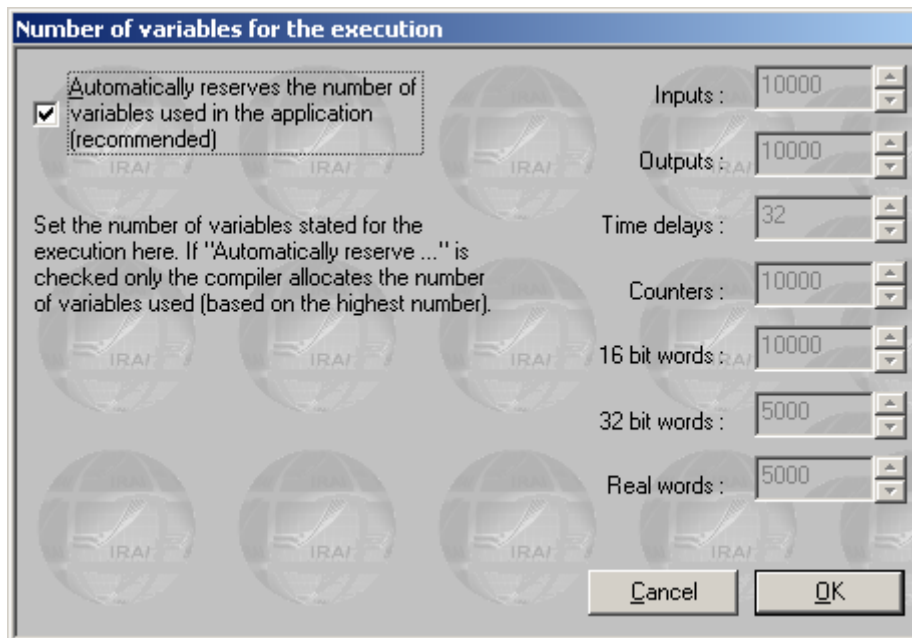 Number of variables for the execution
Automatically reserves the number of
variables used in the application
(recommended)
Set the number of variables stated for the
execution here. If "Automatically reserve ..." is
checked only the compiler allocates the number
of variables used (based on the highest number).
Inputs : 10000
Outputs : 10000
Time delays : 32
Counters : 10000
16 bit words : 10000
32 bit words : 5000
Real words : 5000
Cancel
OK